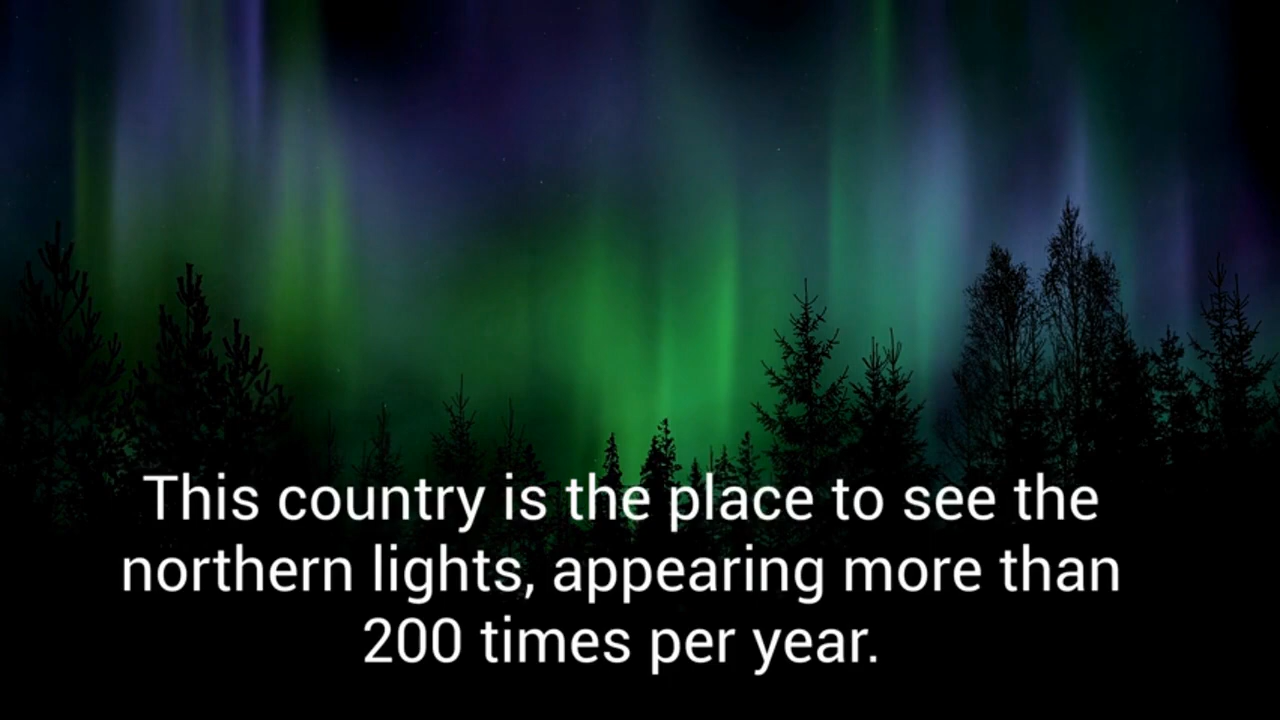 This country is the place to see the
northern lights, appearing more than
200 times per year.